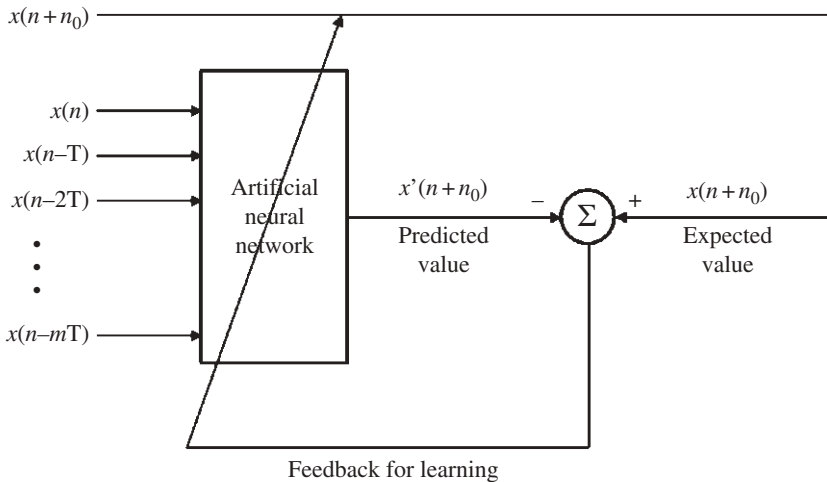 x(n+n₀)
x(n)
x(n–T)
x(n–2T)
x(n–mT)
Artificial
neural
network
x’(n+n₀)
Predicted
value
–
Σ
+
x(n+n₀)
Expected
value
Feedback for learning